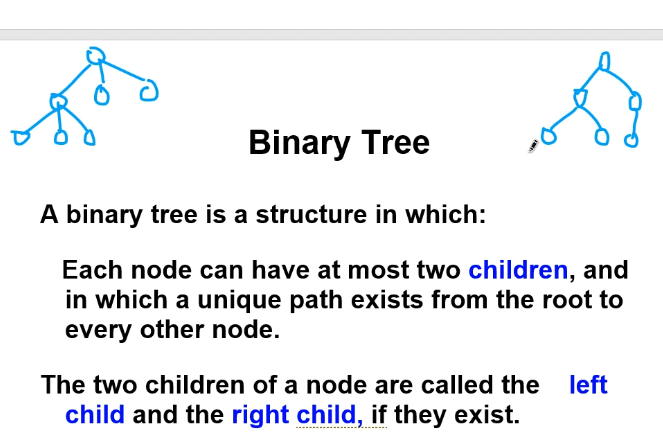 Binary Tree
A binary tree is a structure in which:
Each node can have at most two children, and
in which a unique path exists from the root to
every other node.
The two children of a node are called the left
child and the right child, if they exist.